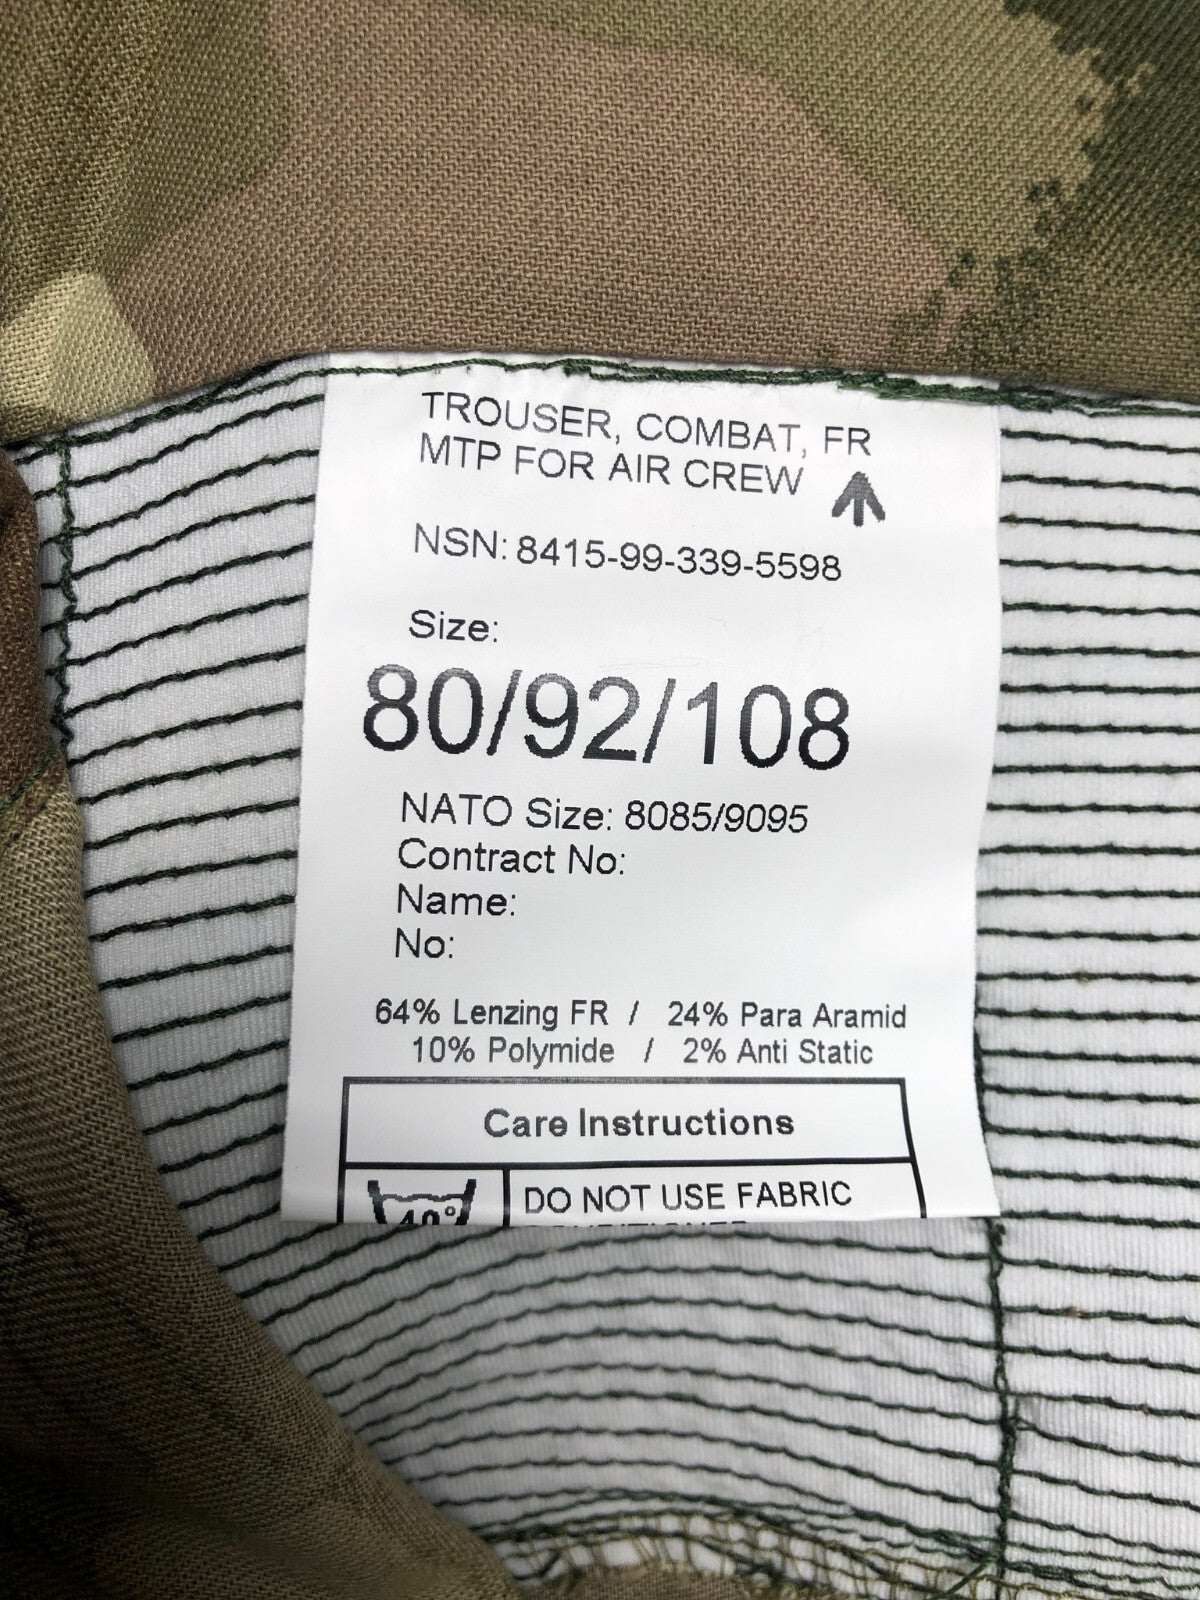 TROUSER, COMBAT, FR
MTP FOR AIR CREW
NSN: 8415-99-339-5598
Size:
80/92/108
NATO Size: 8085/9095
Contract No:
Name:
No:
64% Lenzing FR / 24% Para Aramid
10% Polymide / 2% Anti Static
Care Instructions
40°
DO NOT USE FABRIC